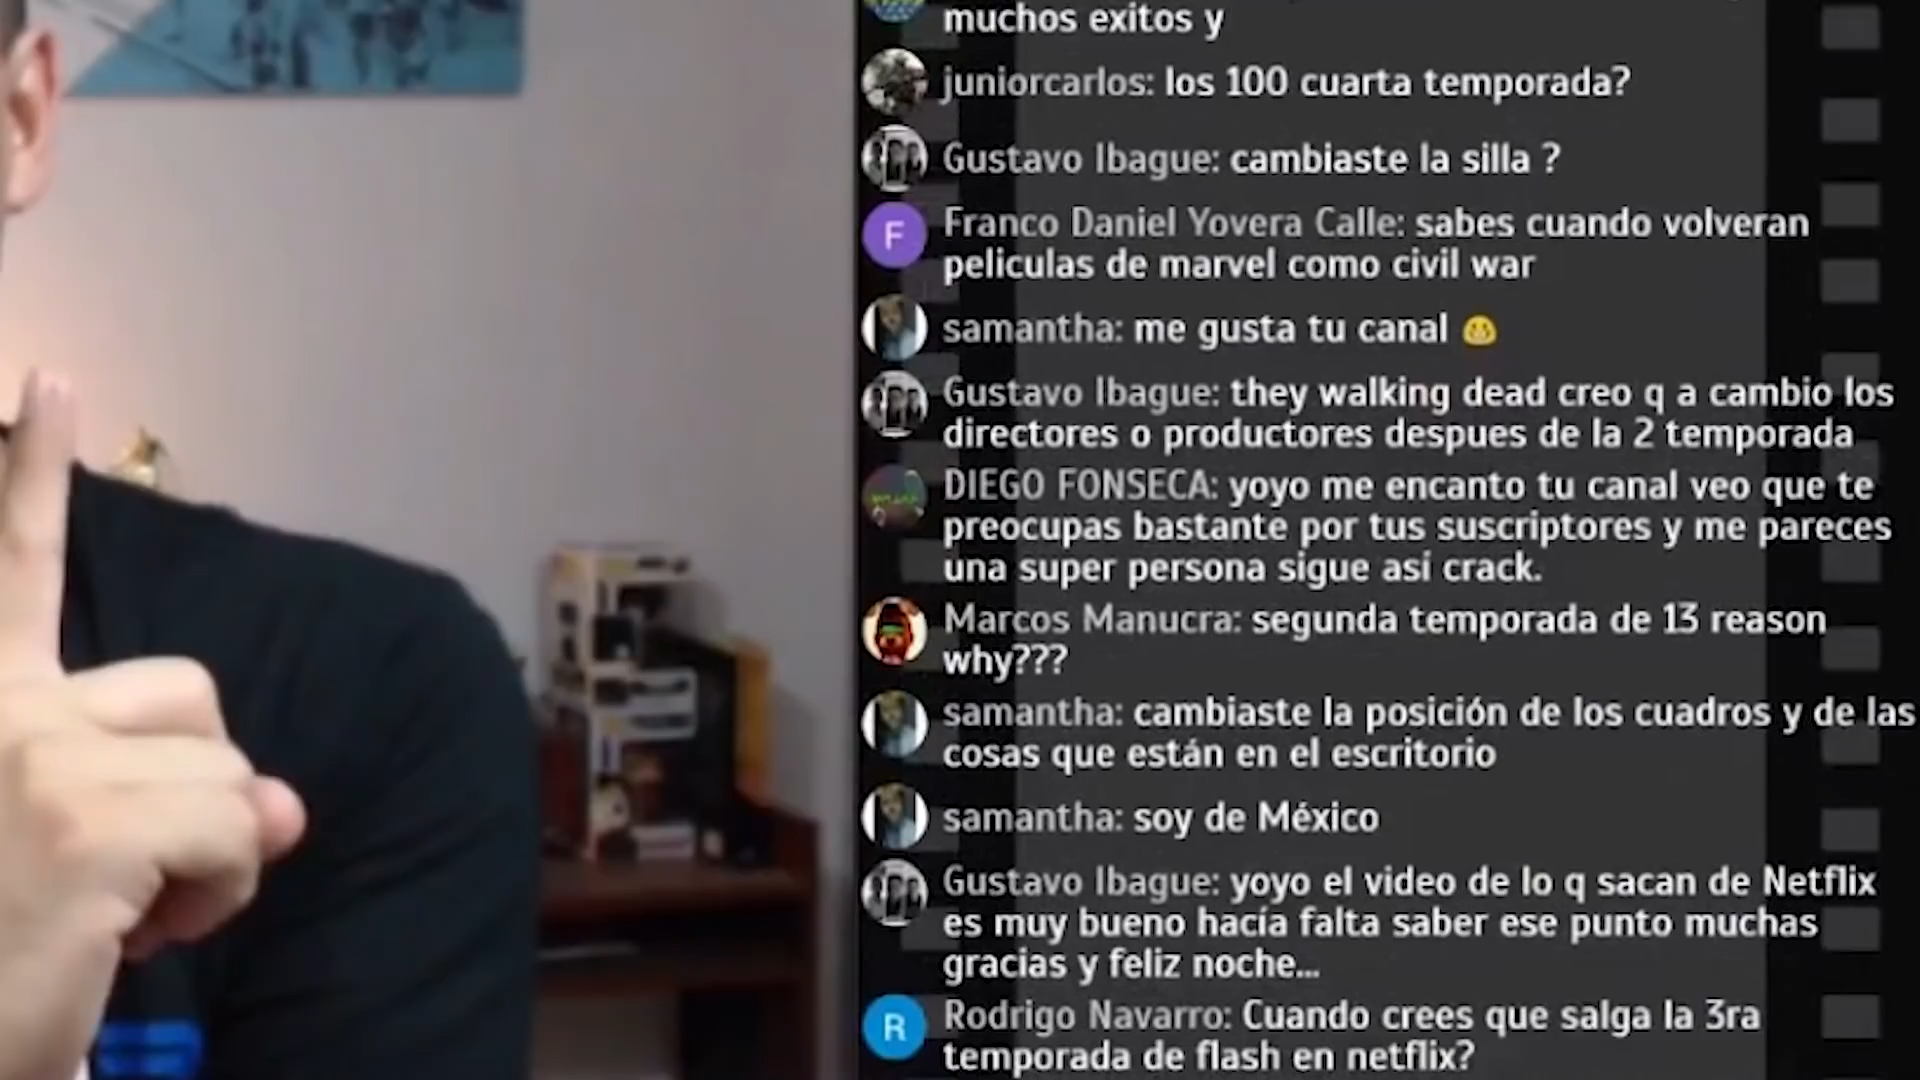 muchos exitos y
juniorcarlos: los 100 cuarta temporada?
Gustavo Ibague: cambiaste la silla ?
F
Franco Daniel Yovera Calle: sabes cuando volveran
peliculas de marvel como civil war
samantha: me gusta tu canal
Gustavo Ibague: they walking dead creo q a cambio los
directores o productores despues de la 2 temporada
DIEGO FONSECA: yoyo me encanto tu canal veo que te
preocupas bastante por tus suscriptores y me pareces
una super persona sigue asi crack.
Marcos Manucra: segunda temporada de 13 reason
why???
samantha: cambiaste la posición de los cuadros y de las
cosas que están en el escritorio
samantha: soy de México
Gustavo Ibague: yoyo el video de lo q sacan de Netflix
es muy bueno hacía falta saber ese punto muchas
gracias y feliz noche...
R
Rodrigo Navarro: Cuando crees que salga la 3ra
temporada de flash en netflix?